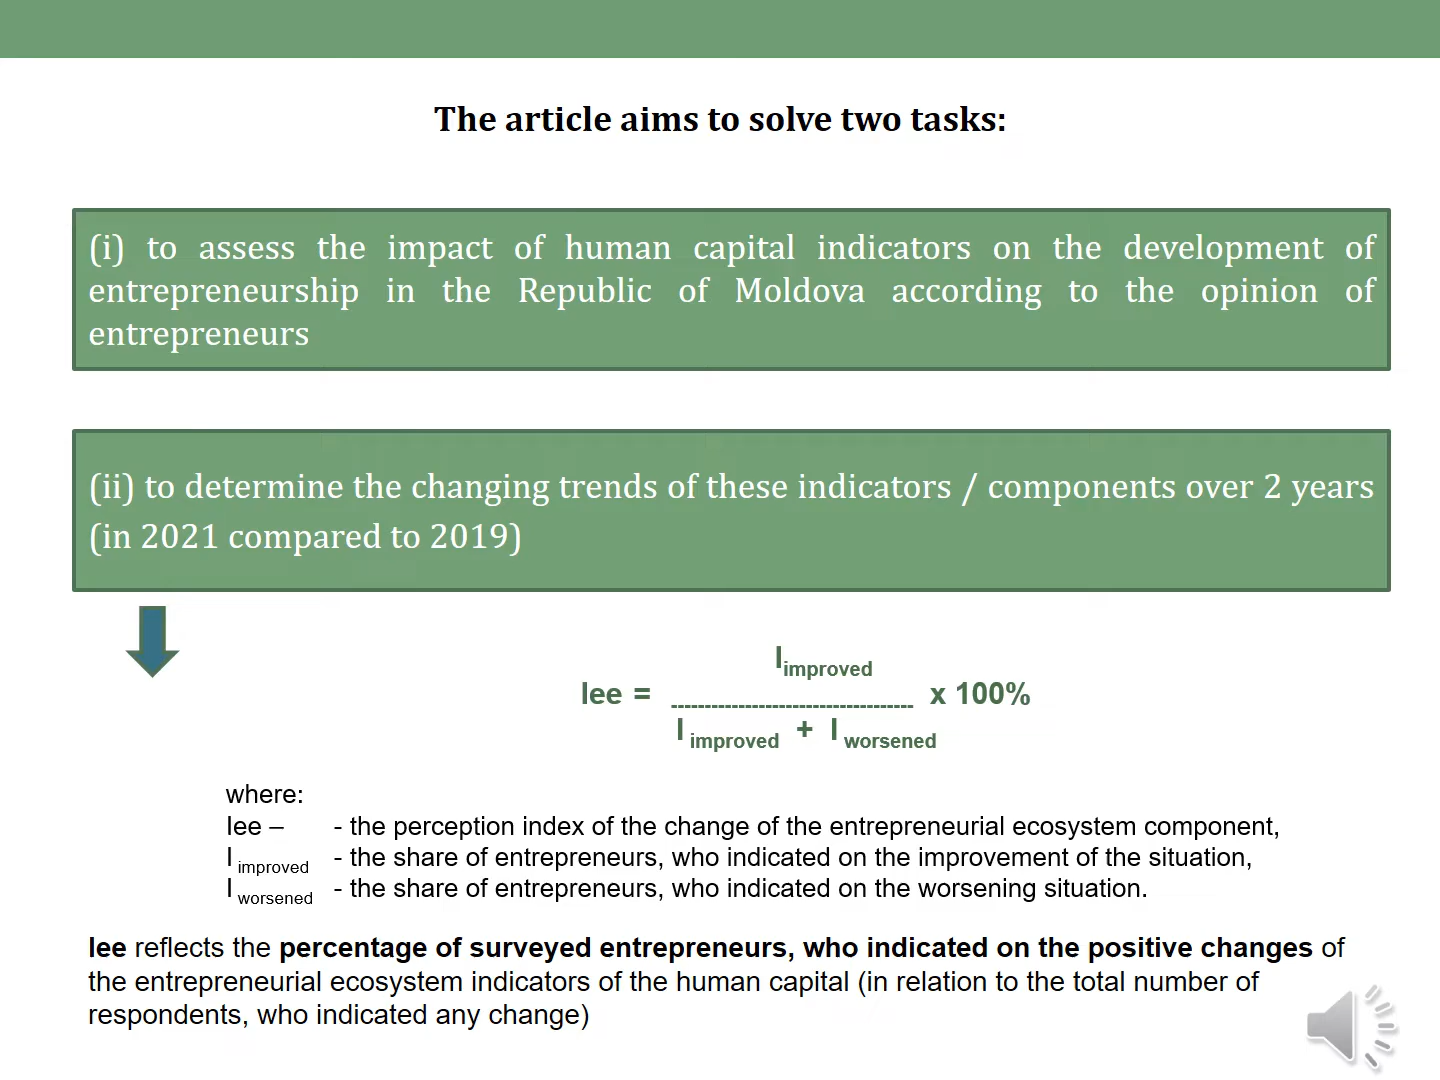 The article aims to solve two tasks:
(i) to assess the impact of human capital indicators on the development of
entrepreneurship in the Republic of Moldova according to the opinion of
entrepreneurs
(ii) to determine the changing trends of these indicators / components over 2 years
(in 2021 compared to 2019)
I improved
Iee = ------------------------------------ x 100%
I improved + I worsened
where:
Iee – - the perception index of the change of the entrepreneurial ecosystem component,
I improved - the share of entrepreneurs, who indicated on the improvement of the situation,
I worsened - the share of entrepreneurs, who indicated on the worsening situation.
Iee reflects the percentage of surveyed entrepreneurs, who indicated on the positive changes of
the entrepreneurial ecosystem indicators of the human capital (in relation to the total number of
respondents, who indicated any change)